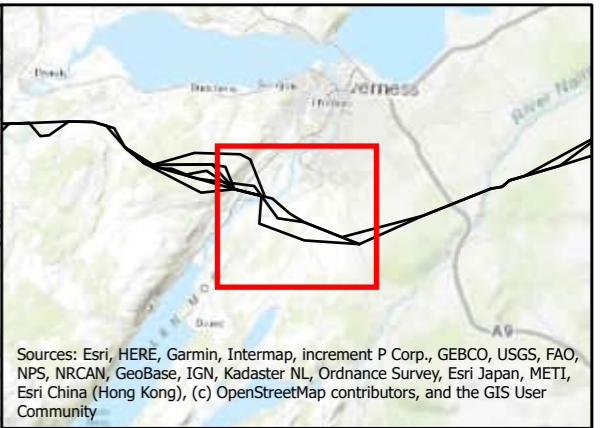 verness
River Nairn
A9
Sources: Esri, HERE, Garmin, Intermap, increment P Corp., GEBCO, USGS, FAO,
NPS, NRCAN, GeoBase, IGN, Kadaster NL, Ordnance Survey, Esri Japan, METI,
Esri China (Hong Kong), (c) OpenStreetMap contributors, and the GIS User
Community